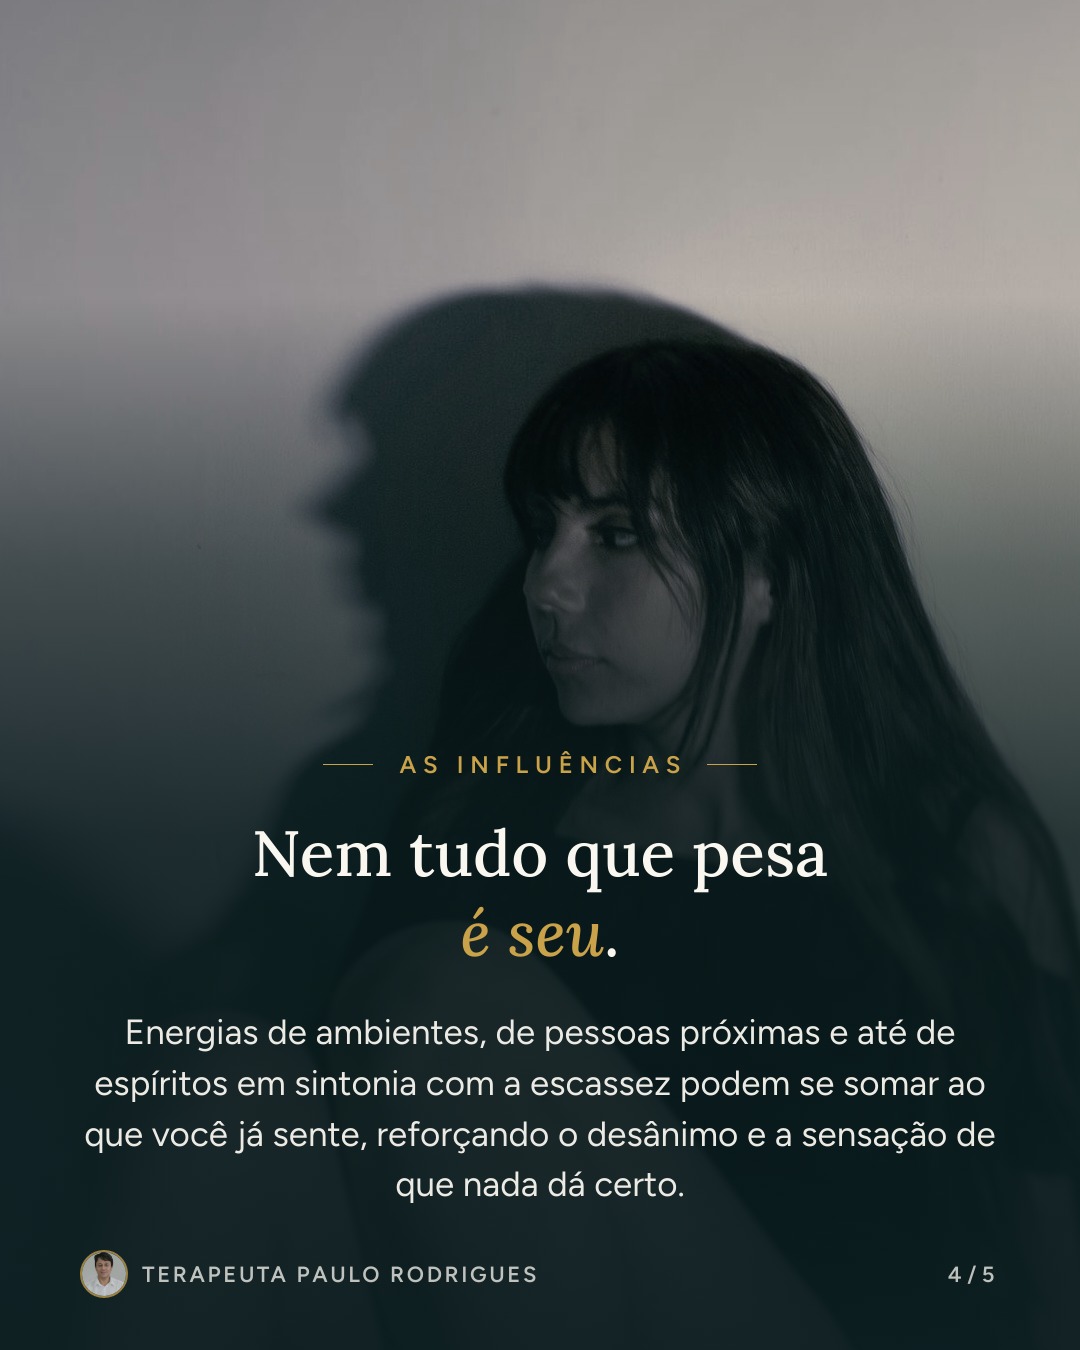 AS INFLUÊNCIAS
Nem tudo que pesa
é seu.
Energias de ambientes, de pessoas próximas e até de
espíritos em sintonia com a escassez podem se somar ao
que você já sente, reforçando o desânimo e a sensação de
que nada dá certo.
TERAPEUTA PAULO RODRIGUES
4 / 5